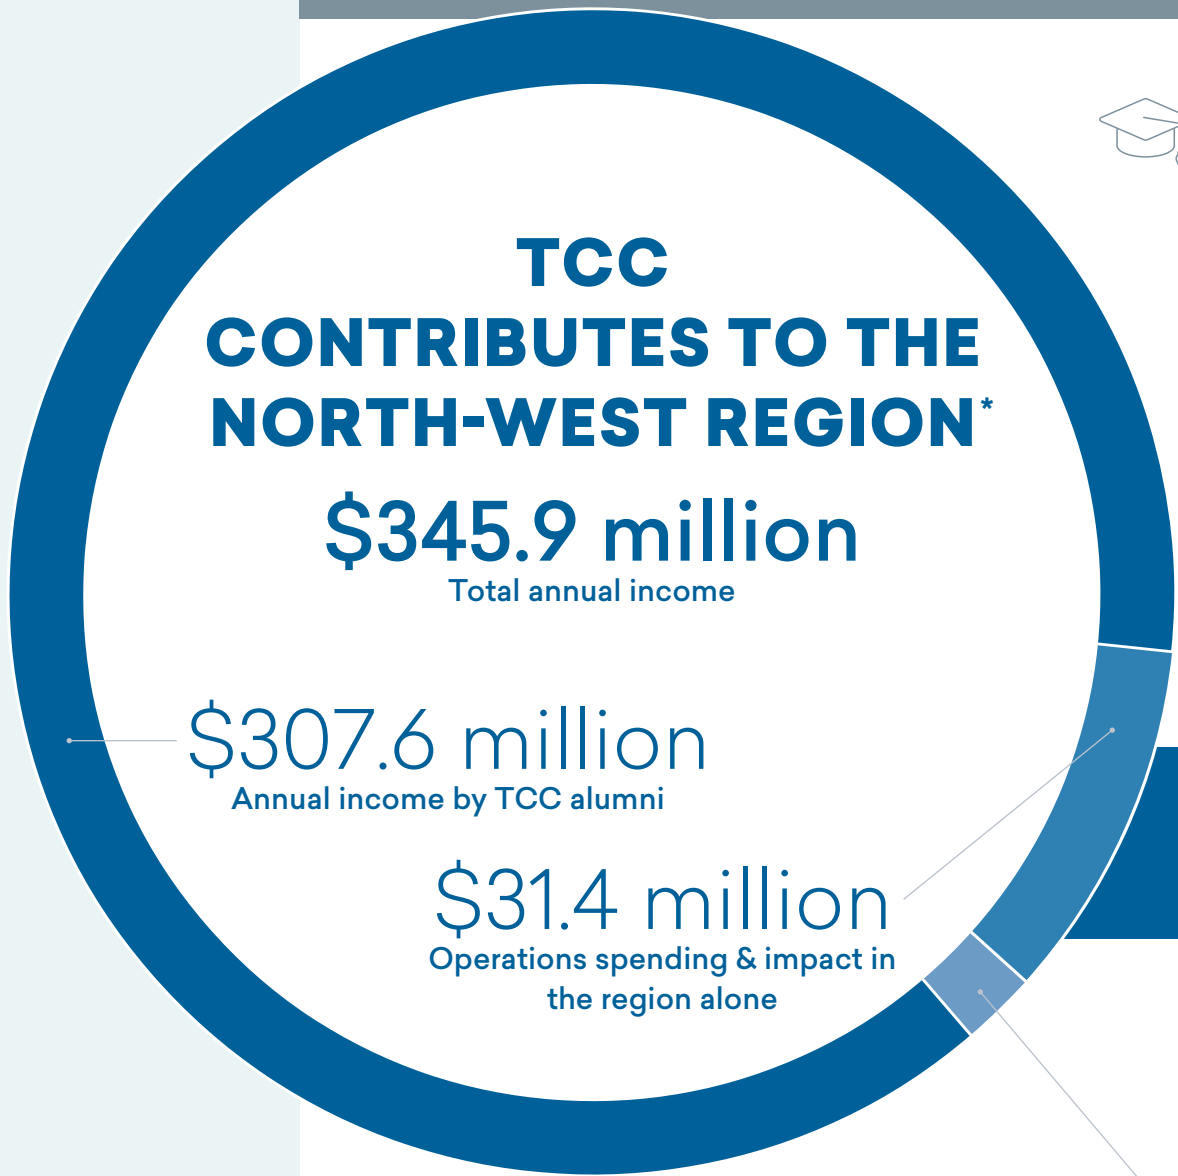 TCC
CONTRIBUTES TO THE
NORTH-WEST REGION*
$345.9 million
Total annual income
$307.6 million
Annual income by TCC alumni
$31.4 million
Operations spending & impact in
the region alone